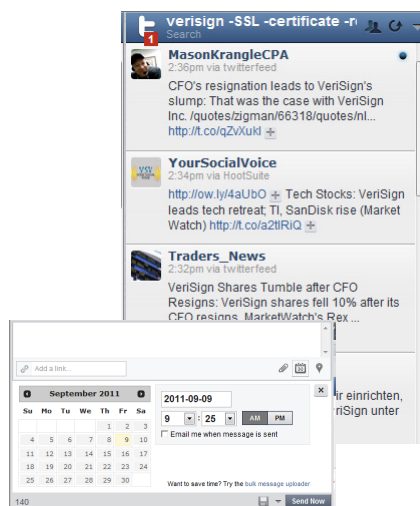 verisign -SSL -certificate -r
Search
1
MasonKrangleCPA
2:36pm via twitterfeed
CFO's resignation leads to VeriSign's
slump: That was the case with VeriSign
Inc. /quotes/zigman/66318/quotes/nl...
http://t.co/qZvXukI
YourSocialVoice
2:34pm via HootSuite
http://ow.ly/4aUbO Tech Stocks: VeriSign
leads tech retreat; TI, SanDisk rise (Market
Watch) http://t.co/a2tIRiQ
Traders_News
2:32pm via twitterfeed
VeriSign Shares Tumble after CFO
Resigns: VeriSign shares fell 10% after its
CFO resigns, MarketWatch's Rex ...
ir einrichten,
riSign unter
Add a link...
September 2011
Su Mo Tu We Th Fr Sa
1 2 3
4 5 6 7 8 9 10
11 12 13 14 15 16 17
18 19 20 21 22 23 24
25 26 27 28 29 30
2011-09-09
9 : 25 AM PM
Email me when message is sent
Want to save time? Try the bulk message uploader
140
Send Now